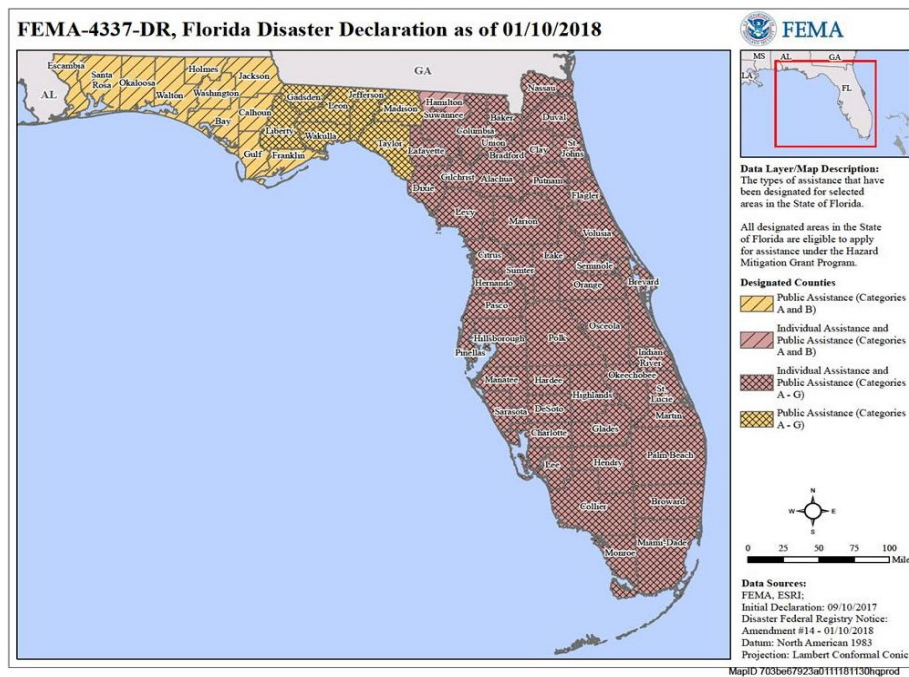 FEMA-4337-DR, Florida Disaster Declaration as of 01/10/2018
FEMA
MS
AL
GA
LA
FL
GA
AL
Escambia
Santa
Rosa
Okaloosa
Walton
Holmes
Washington
Jackson
Bay
Calhoun
Gulf
Gadsden
Liberty
Franklin
Leon
Wakulla
Jefferson
Madison
Taylor
Hamilton
Suwannee
Lafayette
Dixie
Columbia
Baker
Nassau
Duval
Union
Bradford
Clay
St
Johns
Gilchrist
Alachua
Putnam
Flagler
Levy
Marion
Volusia
Citrus
Sumter
Lake
Seminole
Hernando
Orange
Brevard
Pasco
Hillsborough
Pinellas
Polk
Osceola
Indian
River
Manatee
Hardee
Okeechobee
Highlands
St
Lucie
Sarasota
DeSoto
Martin
Charlotte
Glades
Lee
Hendry
Palm Beach
Collier
Broward
Monroe
Miami-Dade
Data Layer/Map Description:
The types of assistance that have
been designated for selected
areas in the State of Florida.
All designated areas in the State
of Florida are eligible to apply
for assistance under the Hazard
Mitigation Grant Program.
Designated Counties
Public Assistance (Categories
A and B)
Individual Assistance and
Public Assistance (Categories
A and B)
Individual Assistance and
Public Assistance (Categories
A - G)
Public Assistance (Categories
A - G)
N
W
E
S
0 25 50 75 100
Mile
Data Sources:
FEMA, ESRI;
Initial Declaration: 09/10/2017
Disaster Federal Registry Notice:
Amendment #14 - 01/10/2018
Datum: North American 1983
Projection: Lambert Conformal Conic
MapID 703be67923a0111181130hqprod